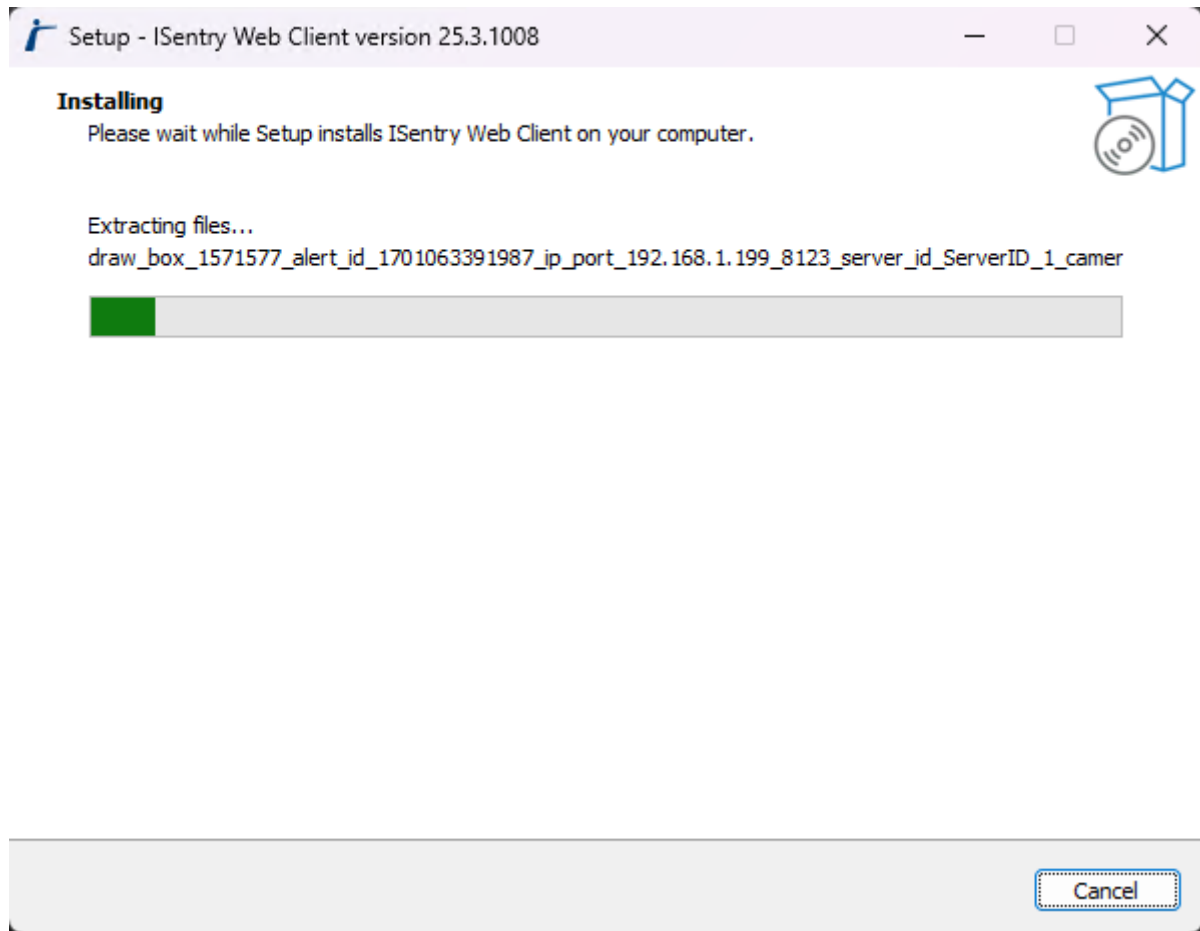 Setup - ISentry Web Client version 25.3.1008
Installing
Please wait while Setup installs ISentry Web Client on your computer.
Extracting files...
draw_box_1571577_alert_id_1701063391987_ip_port_192.168.1.199_8123_server_id_ServerID_1_camer
Cancel